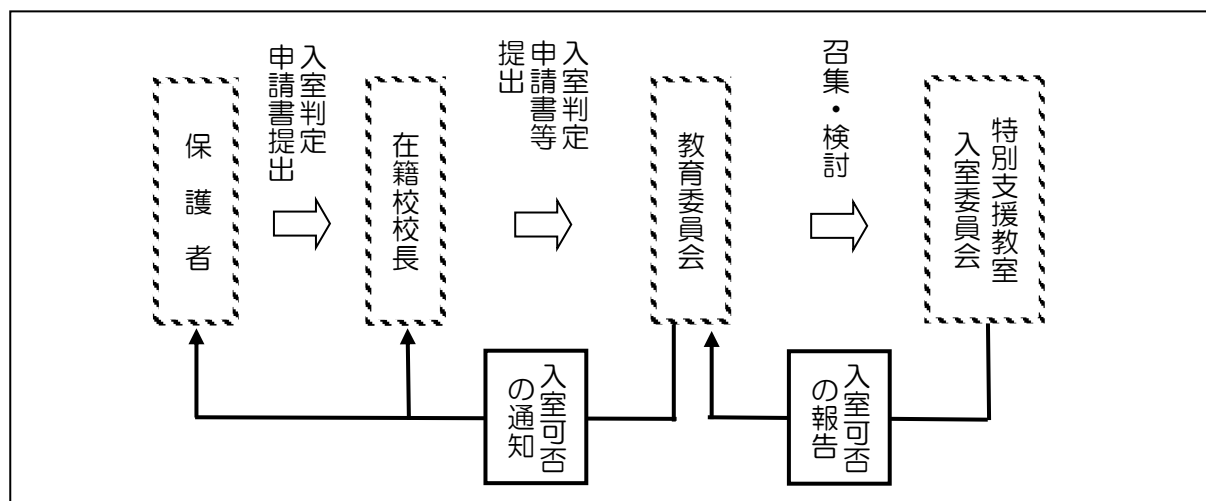 保護者
入室判定
申請書提出
在籍校校長
入室判定
申請書等
提出
教育委員会
召集・検討
特別支援教室
入室委員会
入室可否
の通知
入室可否
の報告